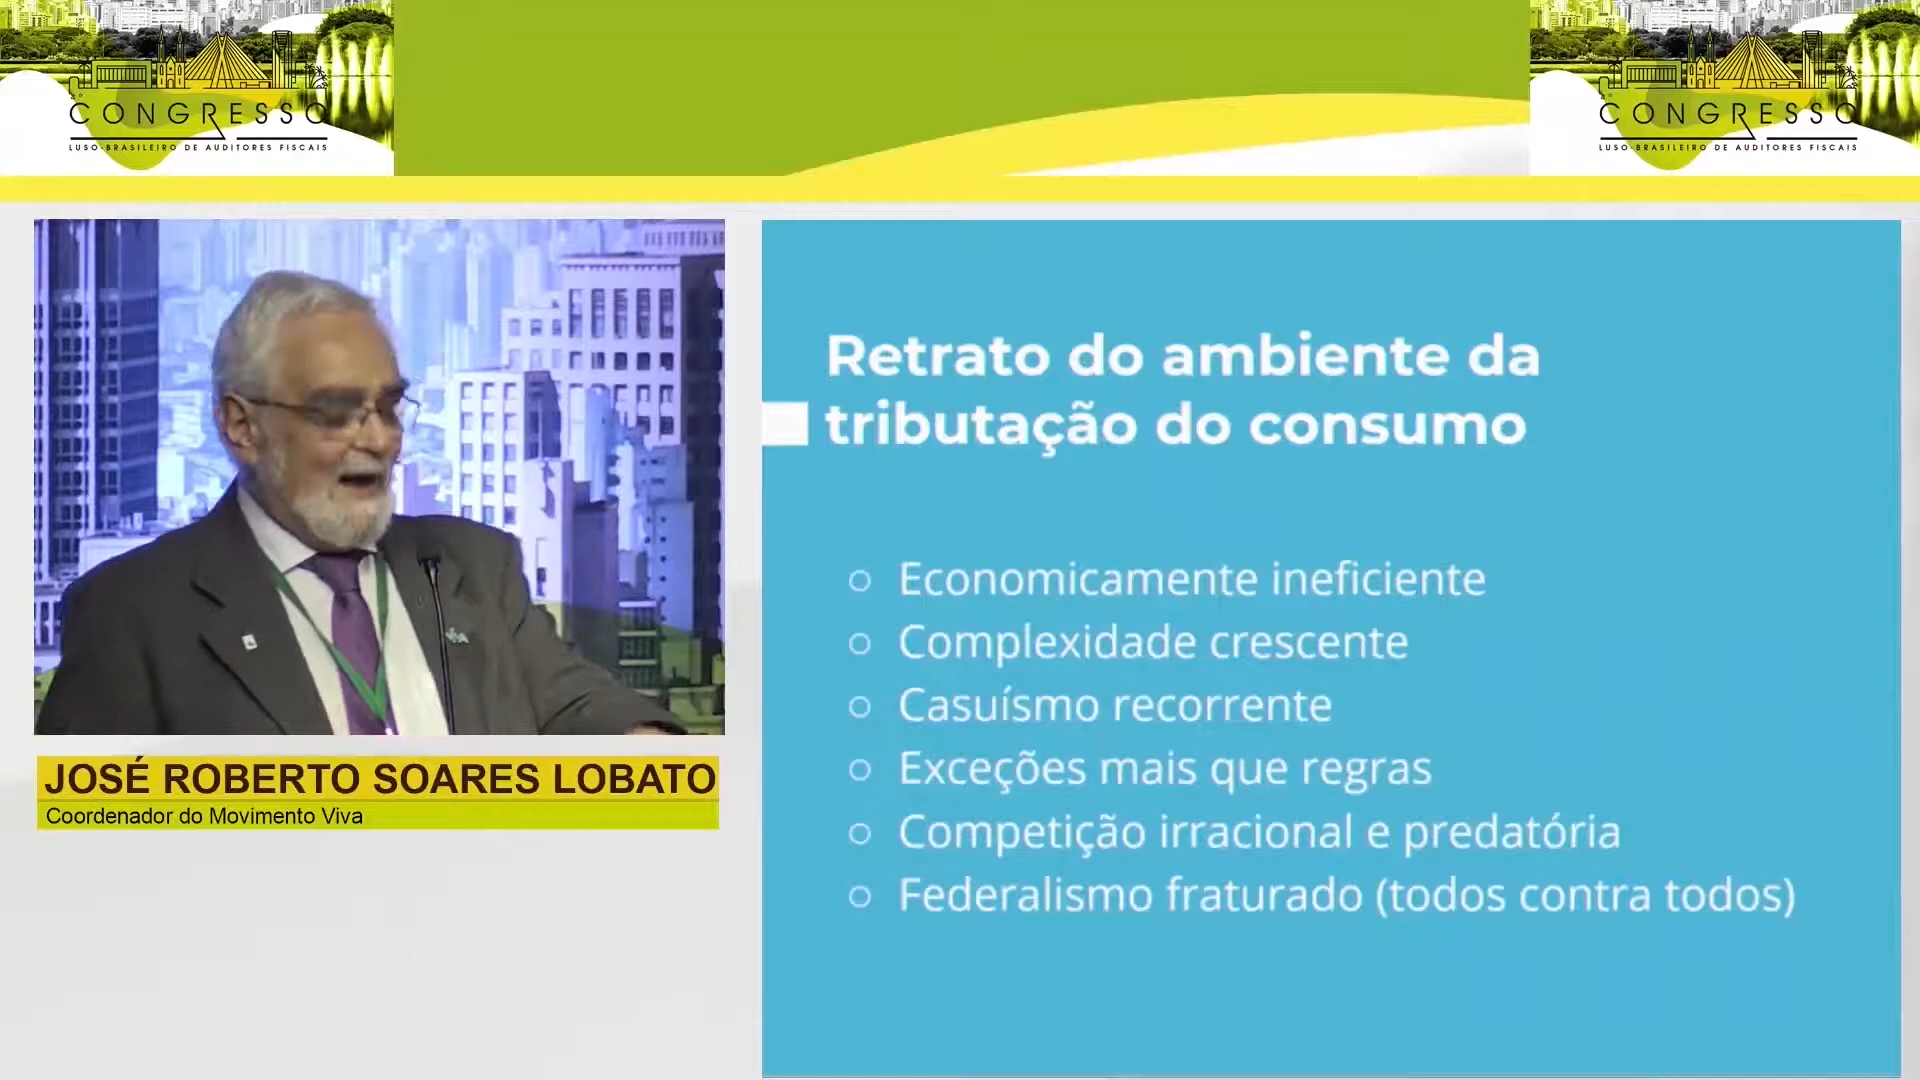 CONGRESSO
LUSO-BRASILEIRO DE AUDITORES FISCAIS
CONGRESSO
LUSO-BRASILEIRO DE AUDITORES FISCAIS
Retrato do ambiente da
tributação do consumo
○ Economicamente ineficiente
○ Complexidade crescente
○ Casuísmo recorrente
○ Exceções mais que regras
○ Competição irracional e predatória
○ Federalismo fraturado (todos contra todos)
JOSÉ ROBERTO SOARES LOBATO
Coordenador do Movimento Viva